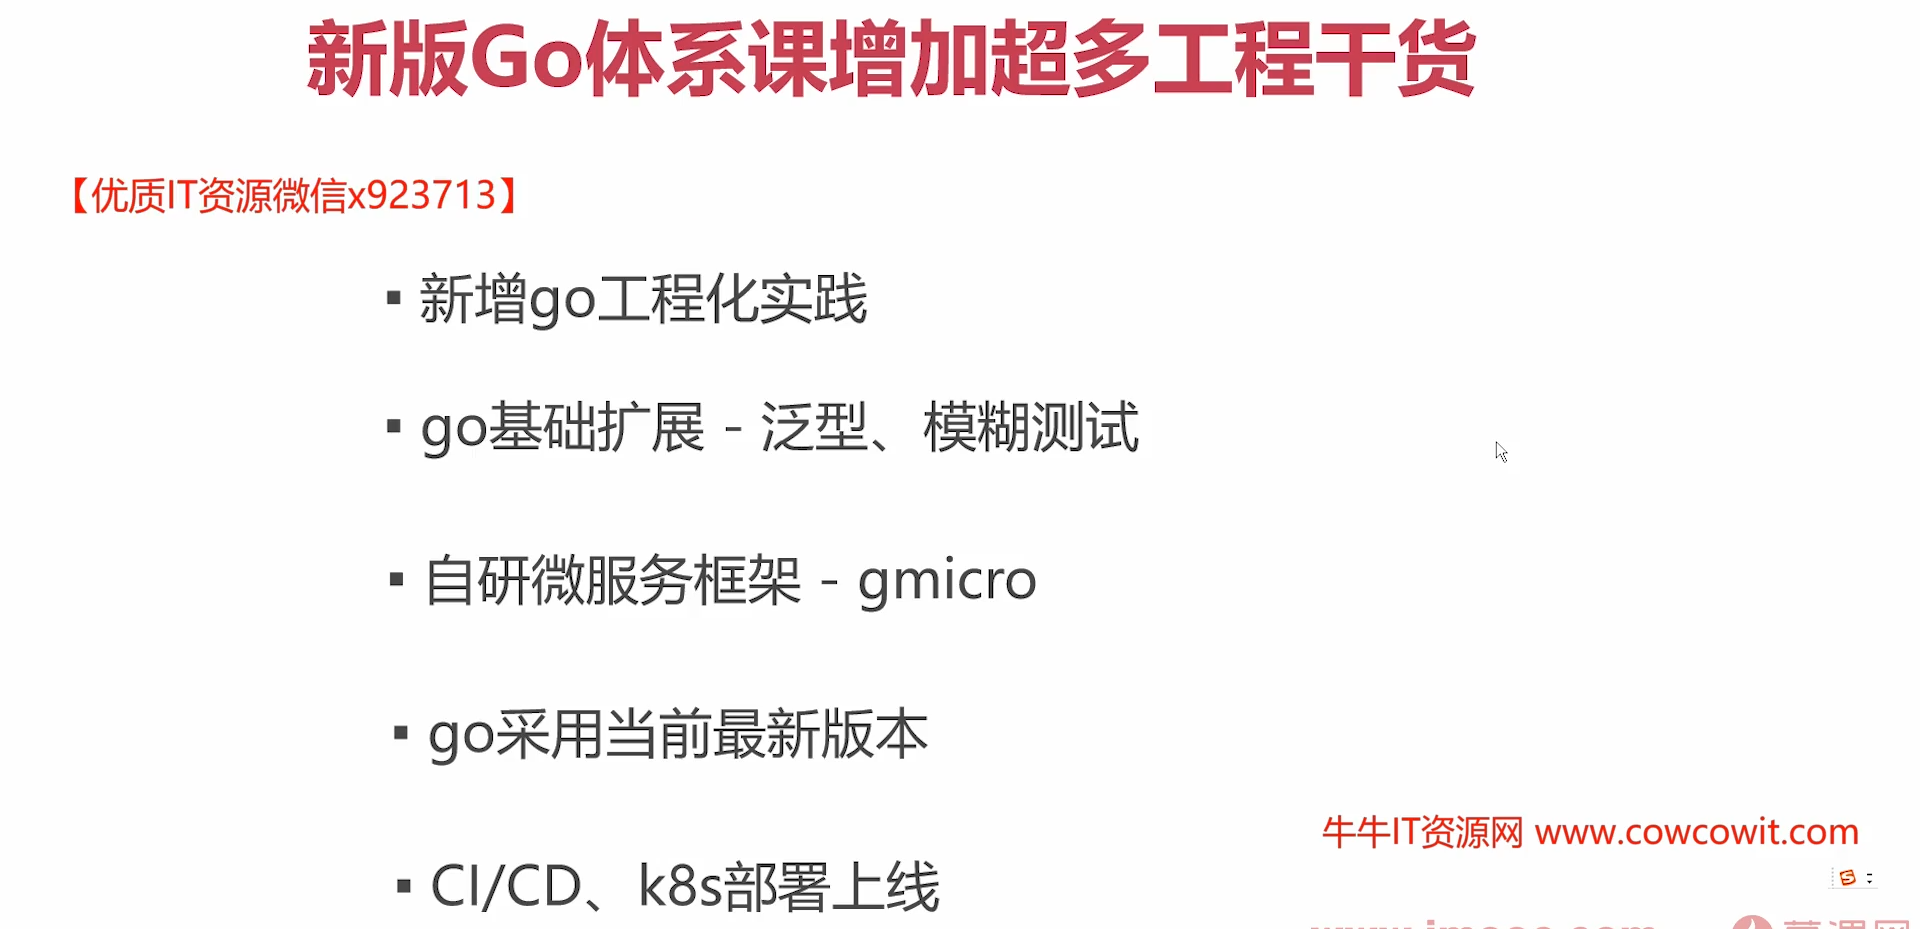 新版Go体系课增加超多工程干货
【优质IT资源微信x923713】
▪ 新增go工程化实践
▪ go基础扩展 - 泛型、模糊测试
▪ 自研微服务框架 - gmicro
▪ go采用当前最新版本
牛牛IT资源网 www.cowcowit.com
▪ CI/CD、k8s部署上线